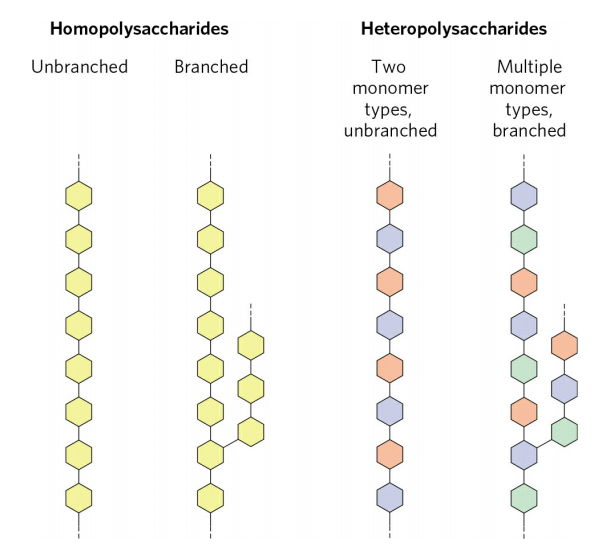 Homopolysaccharides
Unbranched
Branched
Heteropolysaccharides
Two
monomer
types,
unbranched
Multiple
monomer
types,
branched